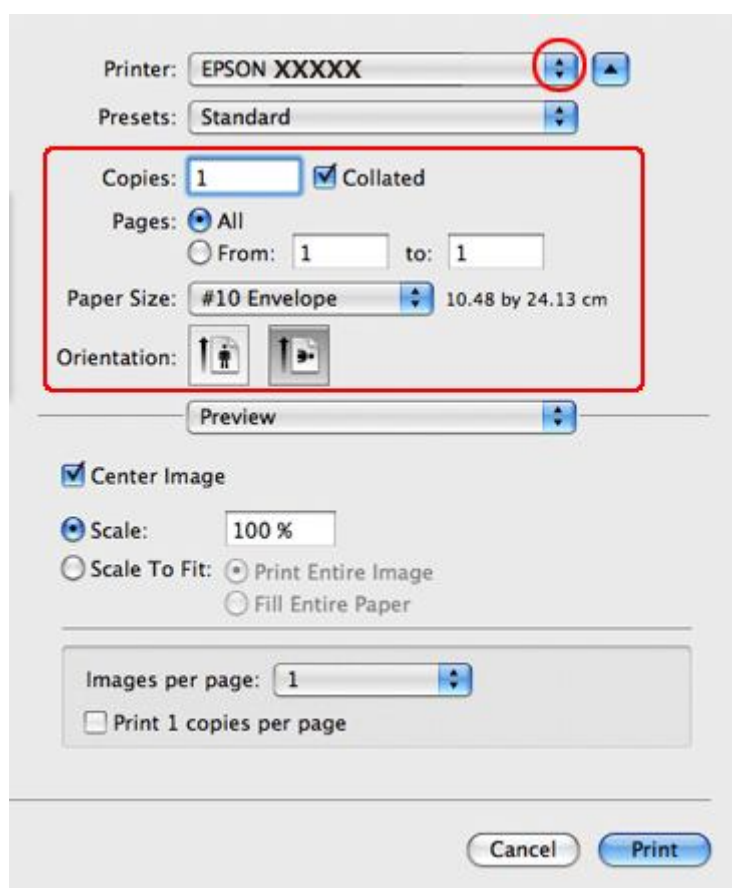 Printer: EPSON XXXXX
Presets: Standard
Copies: 1 Collated
Pages: All
From: 1 to: 1
Paper Size: #10 Envelope 10.48 by 24.13 cm
Orientation:
Preview
Center Image
Scale: 100 %
Scale To Fit: Print Entire Image
Fill Entire Paper
Images per page: 1
Print 1 copies per page
Cancel Print